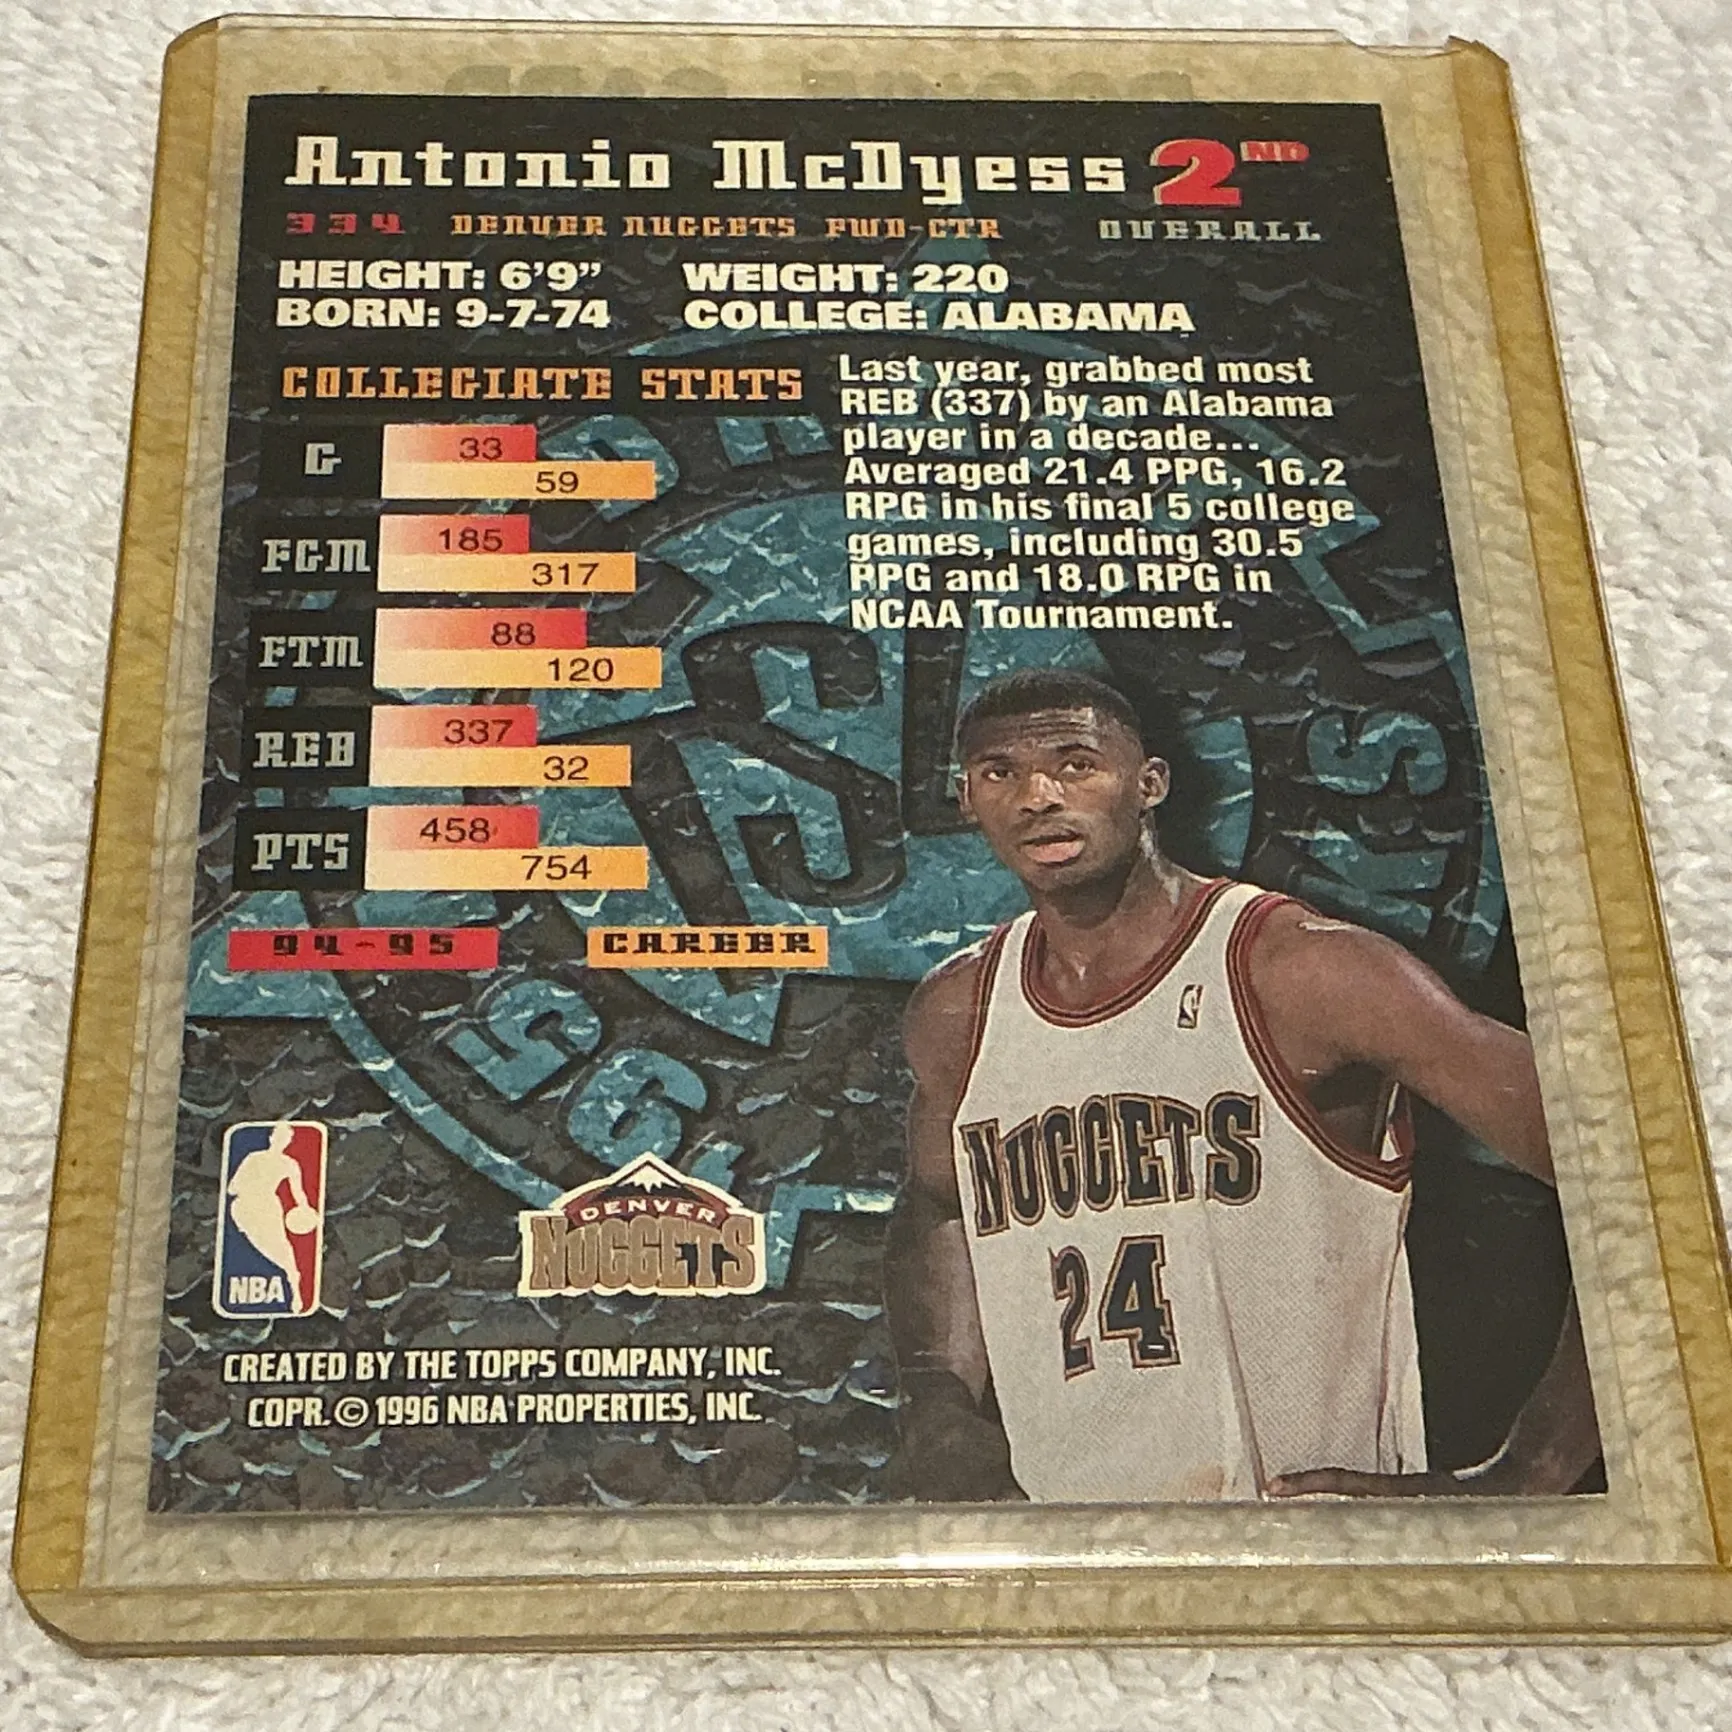 ROOKIE CARD
Antonio McDyess 2ND
334 DENVER NUGGETS FWD-CTR OVERALL
HEIGHT: 6'9" WEIGHT: 220
BORN: 9-7-74 COLLEGE: ALABAMA
COLLEGIATE STATS
G 33
59
FGM 185
317
FTM 88
120
REB 337
32
PTS 458
754
94-95 CAREER
Last year, grabbed most
REB (337) by an Alabama
player in a decade...
Averaged 21.4 PPG, 16.2
RPG in his final 5 college
games, including 30.5
PPG and 18.0 RPG in
NCAA Tournament.
NBA
DENVER
NUGGETS
NUGGETS
24
CREATED BY THE TOPPS COMPANY, INC.
COPR. © 1996 NBA PROPERTIES, INC.